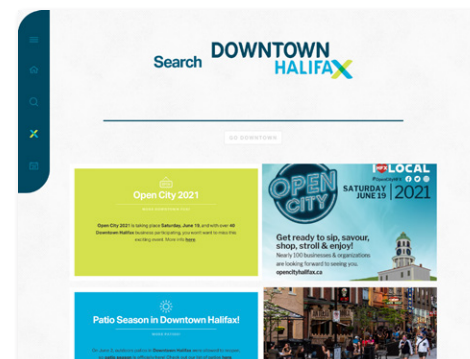 Search DOWNTOWN
HALIFAX
GO DOWNTOWN
Open City 2021
Open City 2021 is taking place Saturday, June 19, and with over 40
Downtown Halifax business participating, you won't want to miss this
exciting event. More info here.
LOCAL
OPEN
CITY
SATURDAY
JUNE 19
2021
Get ready to sip, savour,
shop, stroll & enjoy!
Nearly 100 businesses & organizations
are looking forward to seeing you.
opencityhalifax.ca
Patio Season in Downtown Halifax!